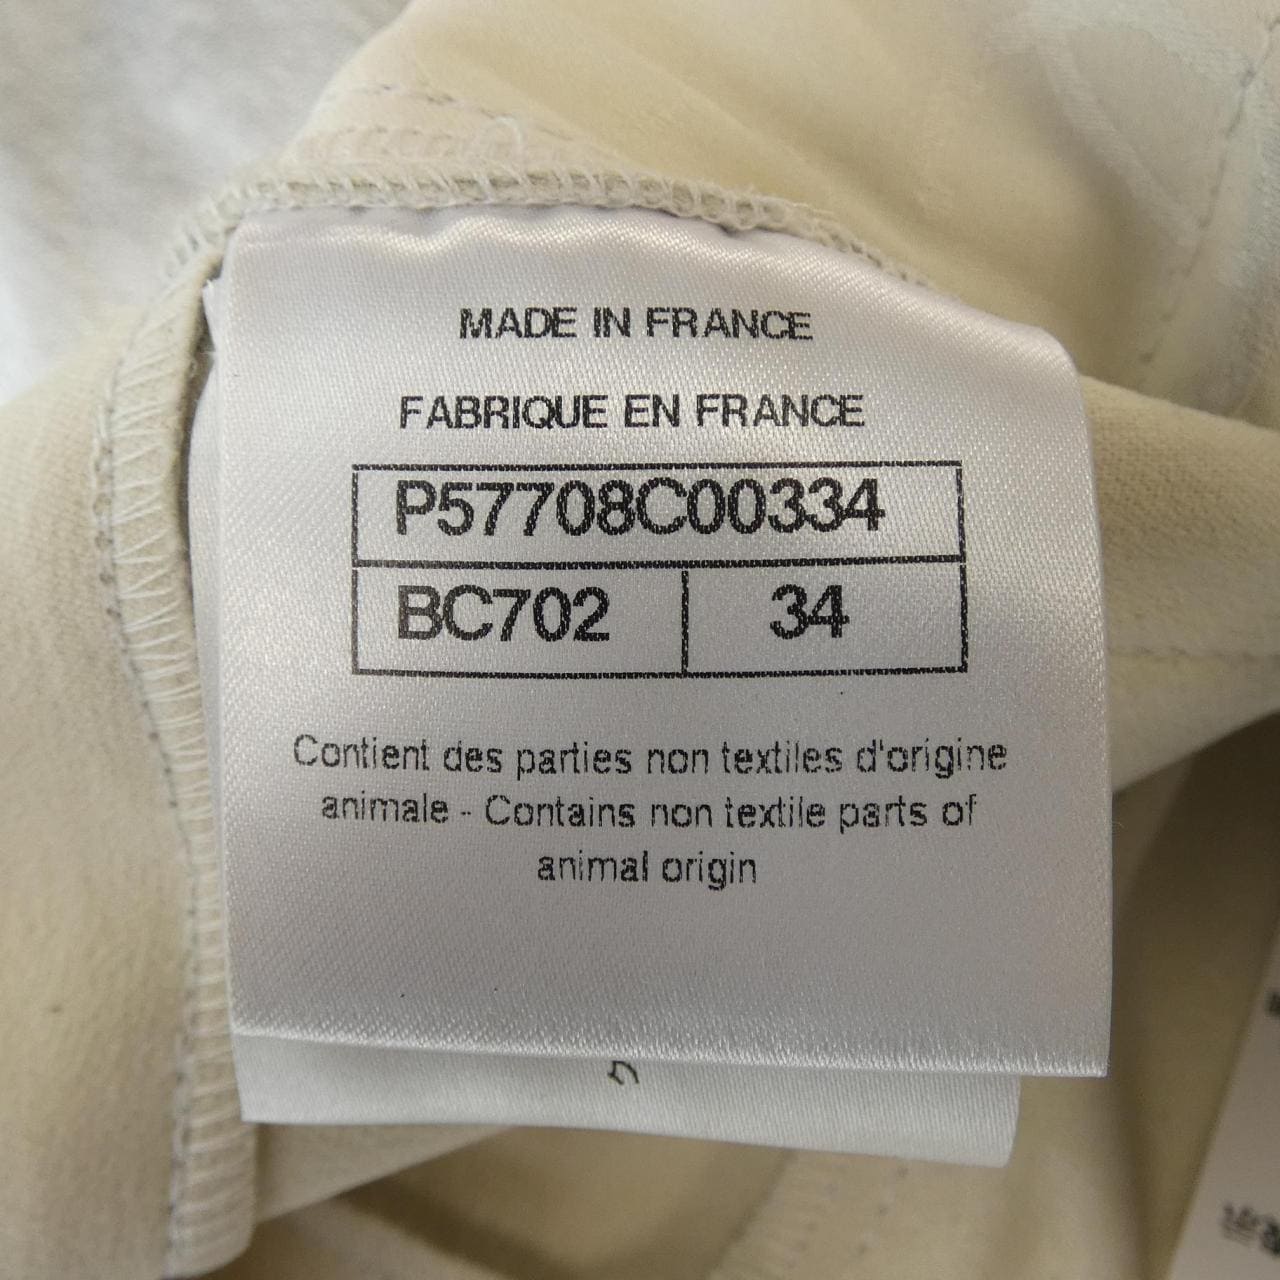 MADE IN FRANCE
FABRIQUE EN FRANCE
P57708C00334
BC702 34
Contient des parties non textiles d'origine
animale - Contains non textile parts of
animal origin